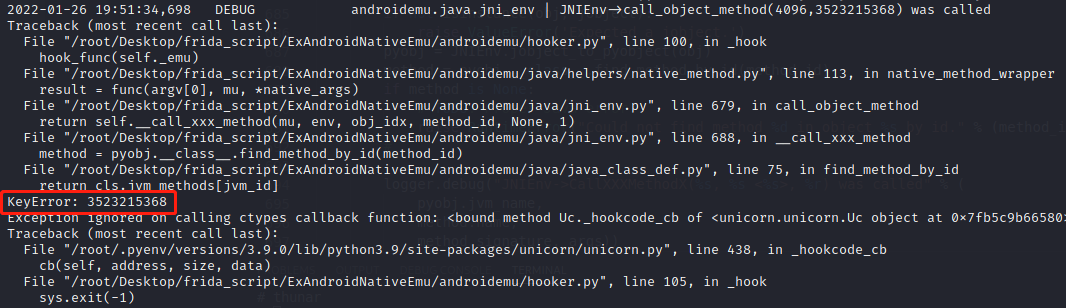 2022-01-26 19:51:34,698   DEBUG            androidemu.java.jni_env | JNIEnv->call_object_method(4096,3523215368) was called
Traceback (most recent call last):
  File "/root/Desktop/frida_script/ExAndroidNativeEmu/androidemu/hooker.py", line 100, in _hook
    hook_func(self._emu)
  File "/root/Desktop/frida_script/ExAndroidNativeEmu/androidemu/java/helpers/native_method.py", line 113, in native_method_wrapper
    result = func(argv[0], mu, *native_args)
  File "/root/Desktop/frida_script/ExAndroidNativeEmu/androidemu/java/jni_env.py", line 679, in call_object_method
    return self.__call_xxx_method(mu, env, obj_idx, method_id, None, 1)
  File "/root/Desktop/frida_script/ExAndroidNativeEmu/androidemu/java/jni_env.py", line 688, in __call_xxx_method
    method = pyobj.__class__.find_method_by_id(method_id)
  File "/root/Desktop/frida_script/ExAndroidNativeEmu/androidemu/java/java_class_def.py", line 75, in find_method_by_id
    return cls.jvm_methods[jvm_id]
KeyError: 3523215368
Exception ignored on calling ctypes callback function: <bound method Uc._hookcode_cb of <unicorn.unicorn.Uc object at 0x7fb5c9b66580>
Traceback (most recent call last):
  File "/root/.pyenv/versions/3.9.0/lib/python3.9/site-packages/unicorn/unicorn.py", line 438, in _hookcode_cb
    cb(self, address, size, data)
  File "/root/Desktop/frida_script/ExAndroidNativeEmu/androidemu/hooker.py", line 105, in _hook
    sys.exit(-1)
# thunar